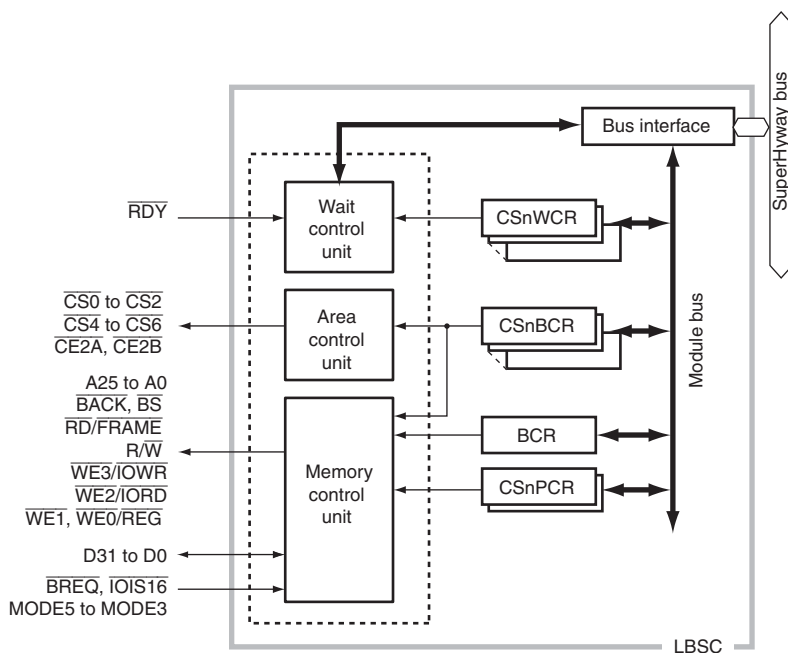 SuperHyway bus
Bus interface
RDY
Wait
control
unit
CSnWCR
CS0 to CS2
CS4 to CS6
CE2A, CE2B
Area
control
unit
CSnBCR
Module bus
A25 to A0
BACK, BS
RD/FRAME
R/W
WE3/IOWR
WE2/IORD
WE1, WE0/REG
Memory
control
unit
BCR
CSnPCR
D31 to D0
BREQ, IOIS16
MODE5 to MODE3
LBSC